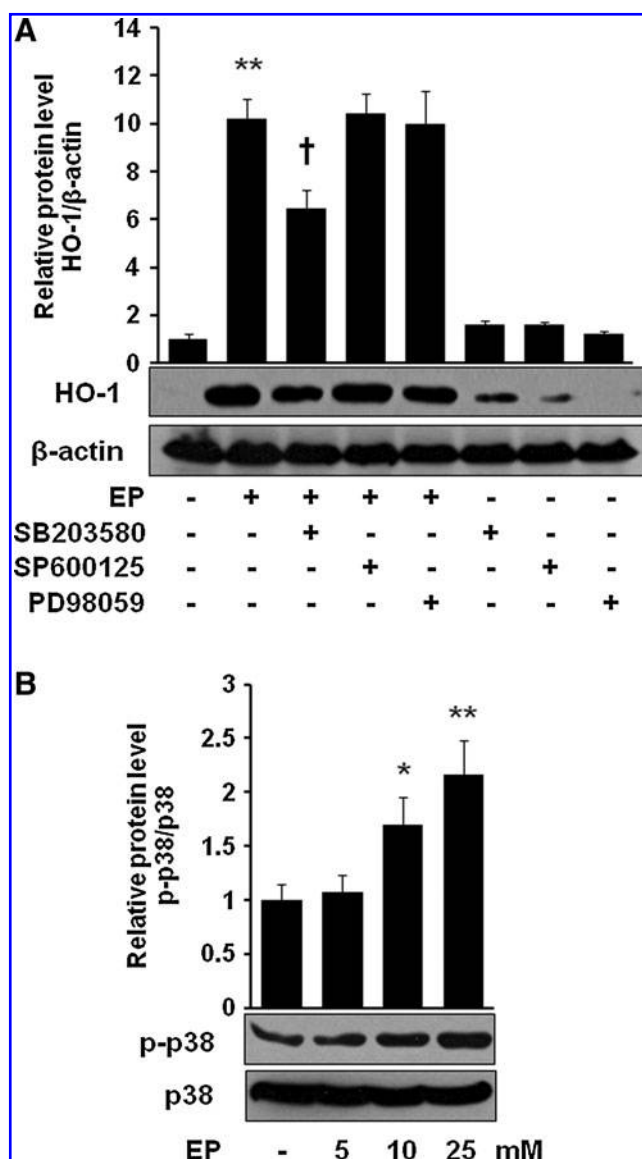 A
Relative protein level
HO-1/β-actin
14
12
10
8
6
4
2
0
**
†
HO-1
β-actin
EP - + + + + - - -
SB203580 - - + - - + - -
SP600125 - - - + - - + -
PD98059 - - - - + - - +
B
Relative protein level
p-p38/p38
3
2.5
2
1.5
1
0.5
0
*
**
p-p38
p38
EP - 5 10 25 mM